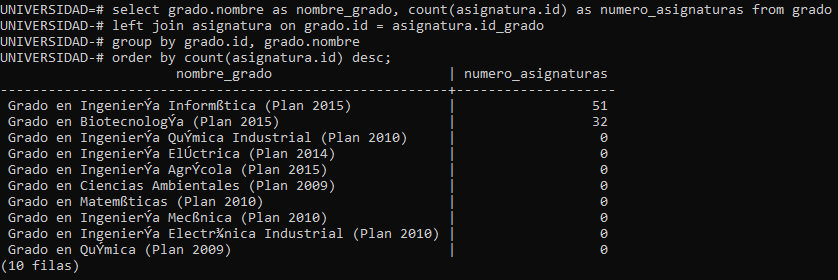 UNIVERSIDAD=# select grado.nombre as nombre_grado, count(asignatura.id) as numero_asignaturas from grado
UNIVERSIDAD-# left join asignatura on grado.id = asignatura.id_grado
UNIVERSIDAD-# group by grado.id, grado.nombre
UNIVERSIDAD-# order by count(asignatura.id) desc;
nombre_grado | numero_asignaturas
--------------------------------------------------------+--------------------
Grado en IngenierÝa Informßtica (Plan 2015) | 51
Grado en BiotecnologÝa (Plan 2015) | 32
Grado en IngenierÝa QuÝmica Industrial (Plan 2010) | 0
Grado en IngenierÝa ElÚctrica (Plan 2014) | 0
Grado en IngenierÝa AgrÝcola (Plan 2015) | 0
Grado en Ciencias Ambientales (Plan 2009) | 0
Grado en Matemßticas (Plan 2010) | 0
Grado en IngenierÝa Mecßnica (Plan 2010) | 0
Grado en IngenierÝa Electr¾nica Industrial (Plan 2010) | 0
Grado en QuÝmica (Plan 2009) | 0
(10 filas)